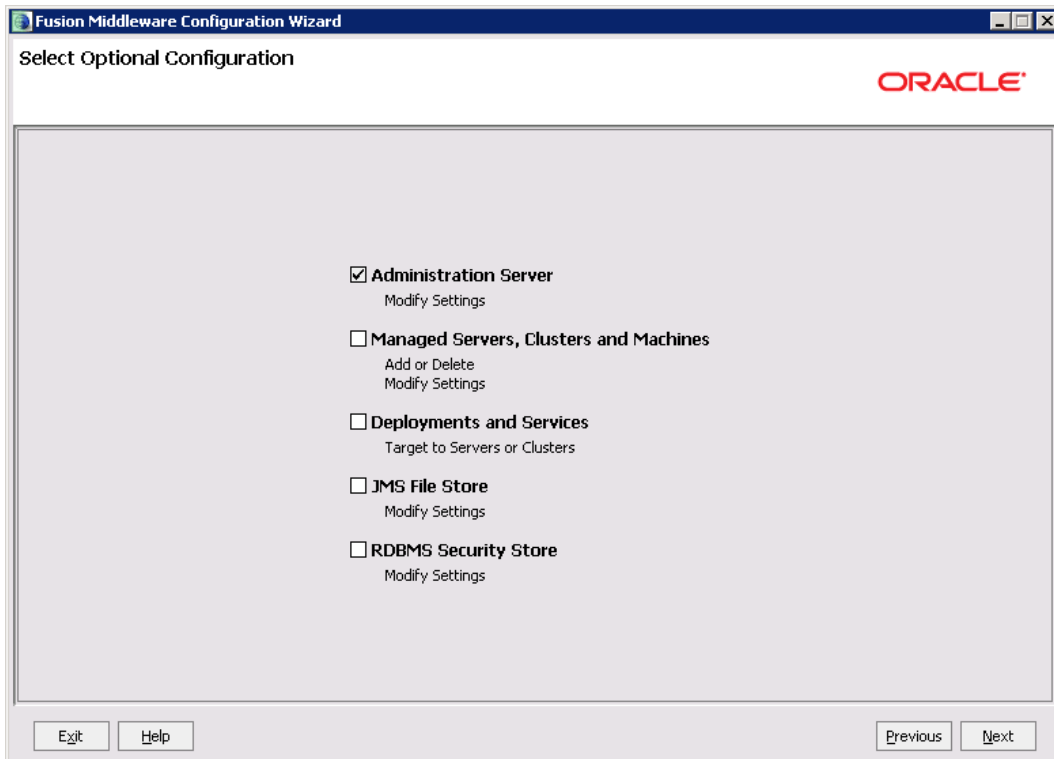 Fusion Middleware Configuration Wizard
Select Optional Configuration
ORACLE
Administration Server
Modify Settings
Managed Servers, Clusters and Machines
Add or Delete
Modify Settings
Deployments and Services
Target to Servers or Clusters
JMS File Store
Modify Settings
RDBMS Security Store
Modify Settings
Exit Help Previous Next